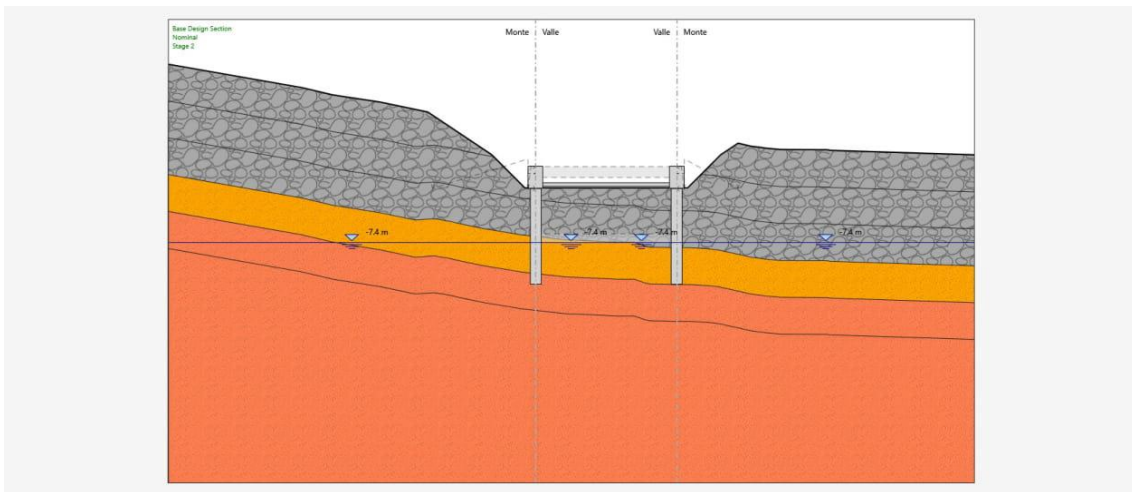 Base Design Section
Nominal
Stage 2
Monte Valle
Valle Monte
-7.4 m
-7.4 m
-7.4 m
-7.4 m